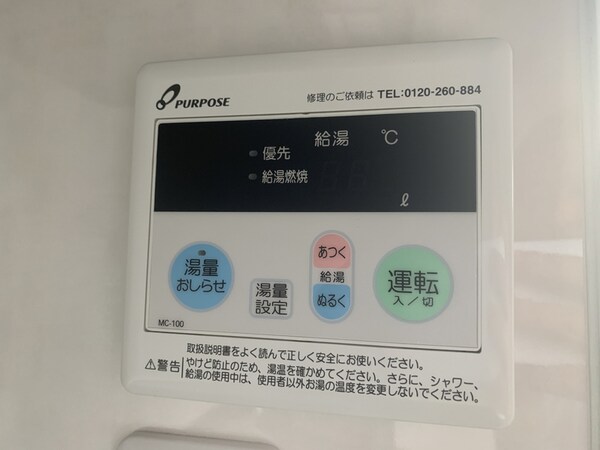 PURPOSE
修理のご依頼は TEL:0120-260-884
給湯 ℃
優先
給湯燃焼
ℓ
湯量
おしらせ
湯量
設定
あつく
給湯
ぬるく
運転
入／切
MC-100
取扱説明書をよく読んで正しく安全にお使いください。
⚠警告
やけど防止のため、湯温を確かめてください。さらに、シャワー、
給湯の使用中は、使用者以外お湯の温度を変更しないでください。